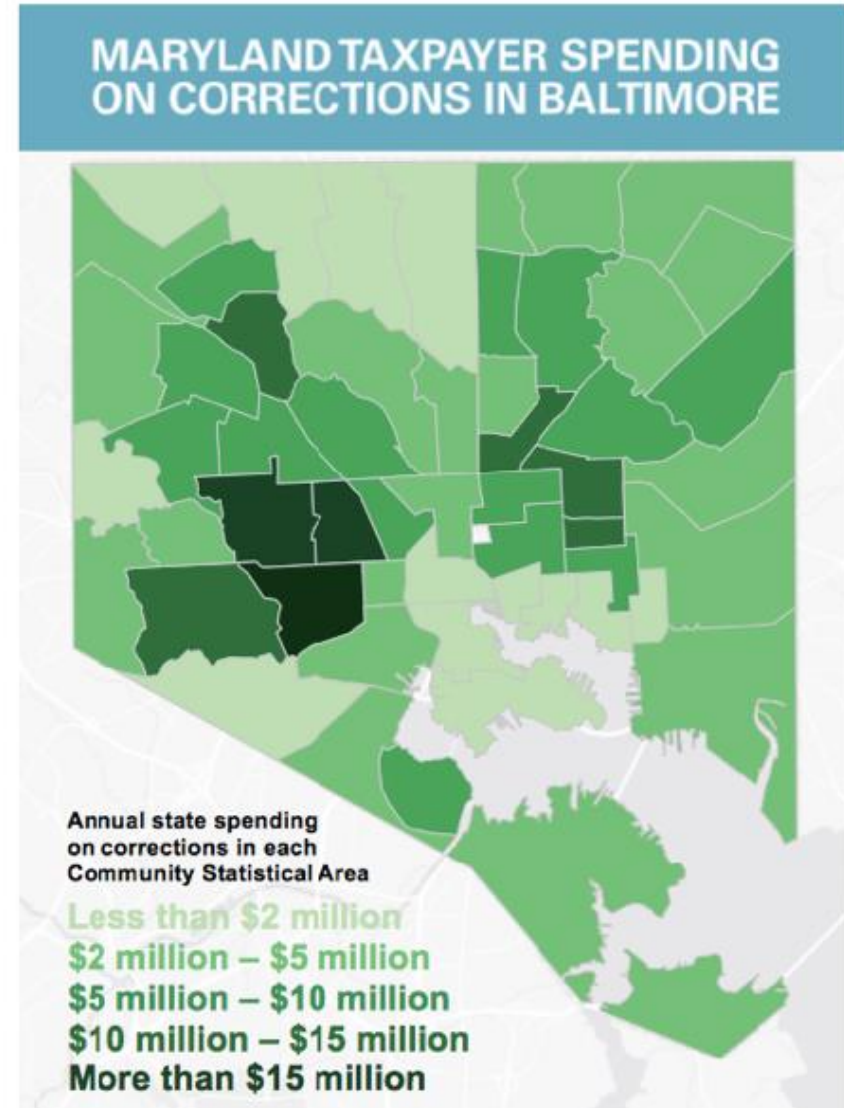 MARYLAND TAXPAYER SPENDING
ON CORRECTIONS IN BALTIMORE
Annual state spending
on corrections in each
Community Statistical Area
Less than $2 million
$2 million – $5 million
$5 million – $10 million
$10 million – $15 million
More than $15 million